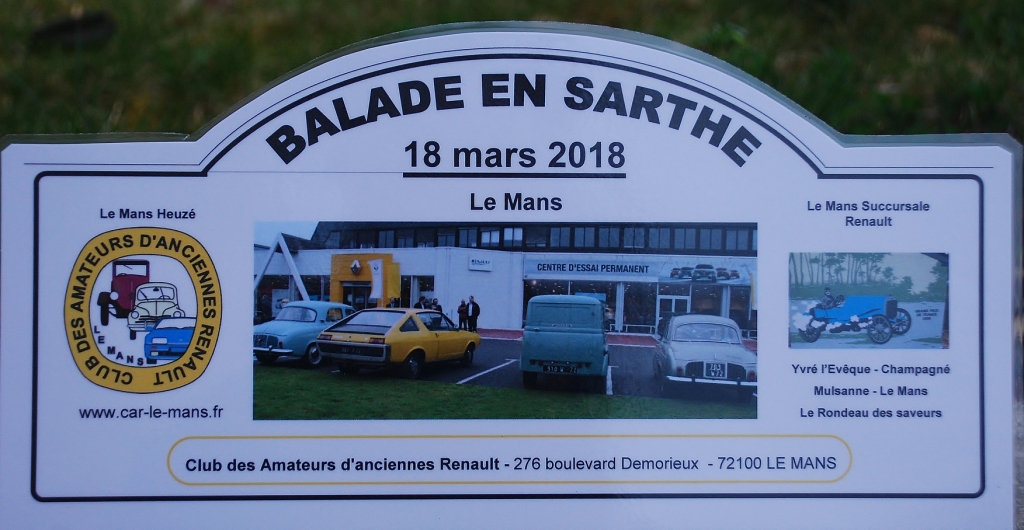 BALADE EN SARTHE
18 mars 2018
Le Mans
Le Mans Heuzé
CLUB DES AMATEURS D'ANCIENNES RENAULT
LE MANS
www.car-le-mans.fr
CENTRE D'ESSAI PERMANENT
Le Mans Succursale
Renault
Yvré l'Evêque - Champagné
Mulsanne - Le Mans
Le Rondeau des saveurs
Club des Amateurs d'anciennes Renault - 276 boulevard Demorieux - 72100 LE MANS